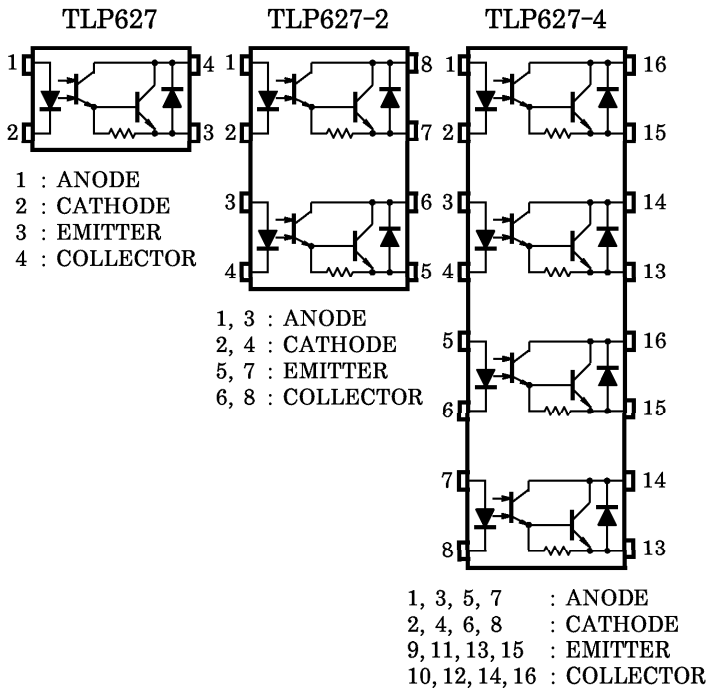 TLP627
1
4
2
3
1 : ANODE
2 : CATHODE
3 : EMITTER
4 : COLLECTOR
TLP627-2
1
8
2
7
3
6
4
5
1, 3 : ANODE
2, 4 : CATHODE
5, 7 : EMITTER
6, 8 : COLLECTOR
TLP627-4
1
16
2
15
3
14
4
13
5
16
6
15
7
14
8
13
1, 3, 5, 7 : ANODE
2, 4, 6, 8 : CATHODE
9, 11, 13, 15 : EMITTER
10, 12, 14, 16 : COLLECTOR